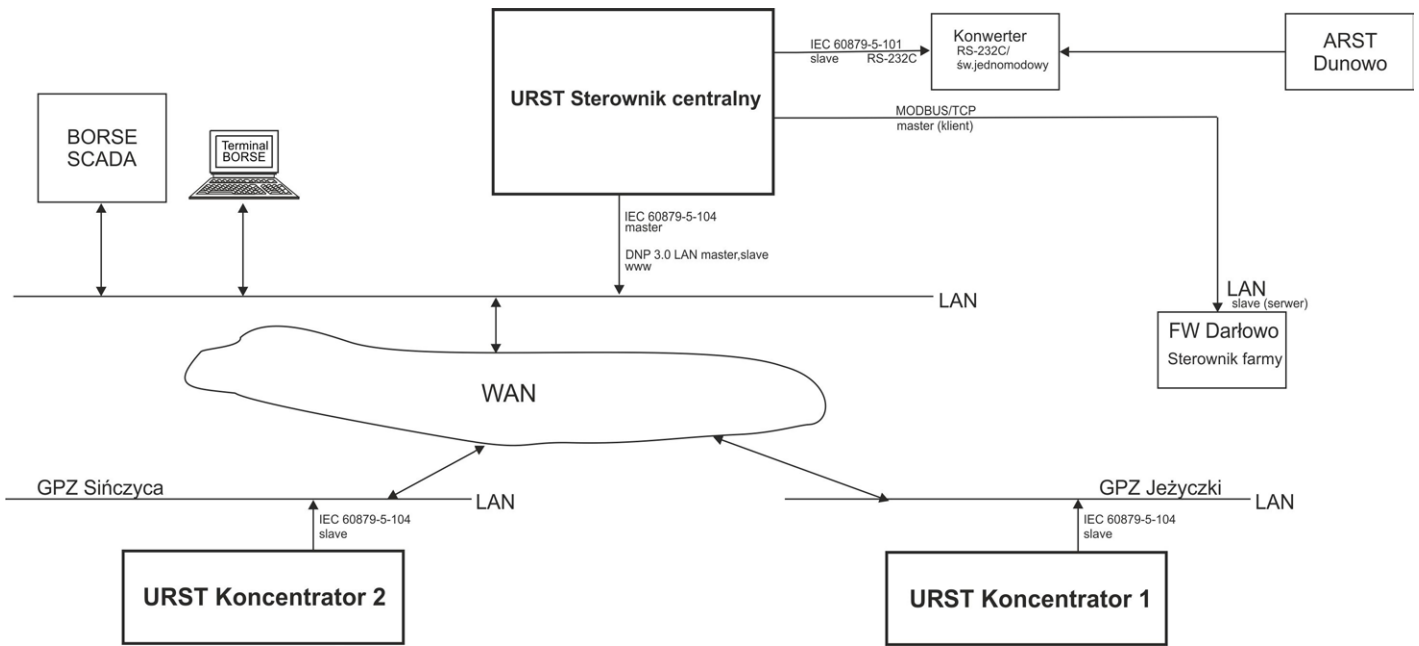 IEC 60879-5-101
slave RS-232C
Konwerter
RS-232C/
św.jednomodowy
ARST
Dunowo
URST Sterownik centralny
MODBUS/TCP
master (klient)
BORSE
SCADA
Terminal
BORSE
IEC 60879-5-104
master
DNP 3.0 LAN master,slave
www
LAN
LAN
slave (serwer)
FW Darłowo
Sterownik farmy
WAN
GPZ Sińczyca
LAN
GPZ Jeżyczki
LAN
IEC 60879-5-104
slave
IEC 60879-5-104
slave
URST Koncentrator 2
URST Koncentrator 1